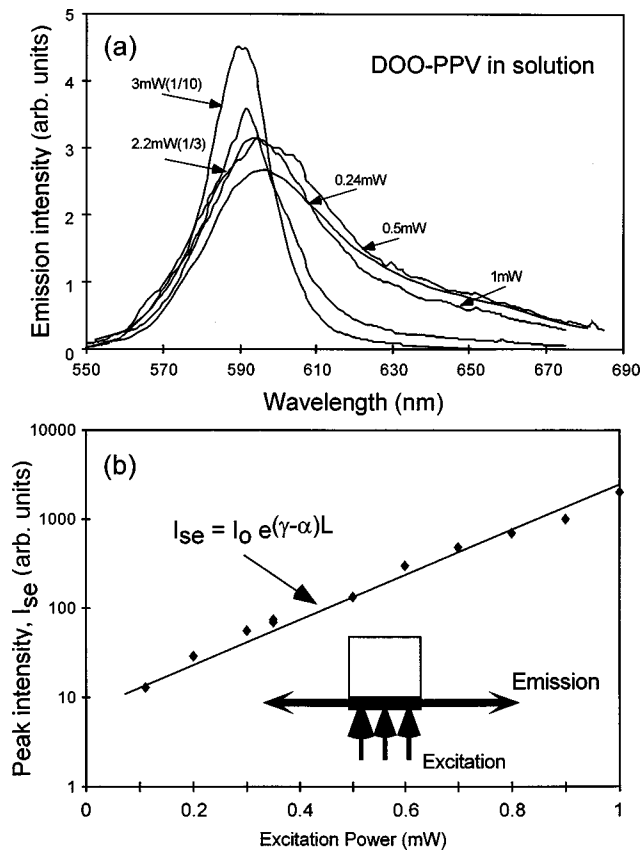 (a)
DOO-PPV in solution
3mW(1/10)
2.2mW(1/3)
0.24mW
0.5mW
1mW
Emission intensity (arb. units)
5
4
3
2
1
0
550 570 590 610 630 650 670 690
Wavelength (nm)
(b)
Ise = Io e(γ-α)L
Peak intensity, Ise (arb. units)
10000
1000
100
10
1
Emission
Excitation
0 0.2 0.4 0.6 0.8 1
Excitation Power (mW)